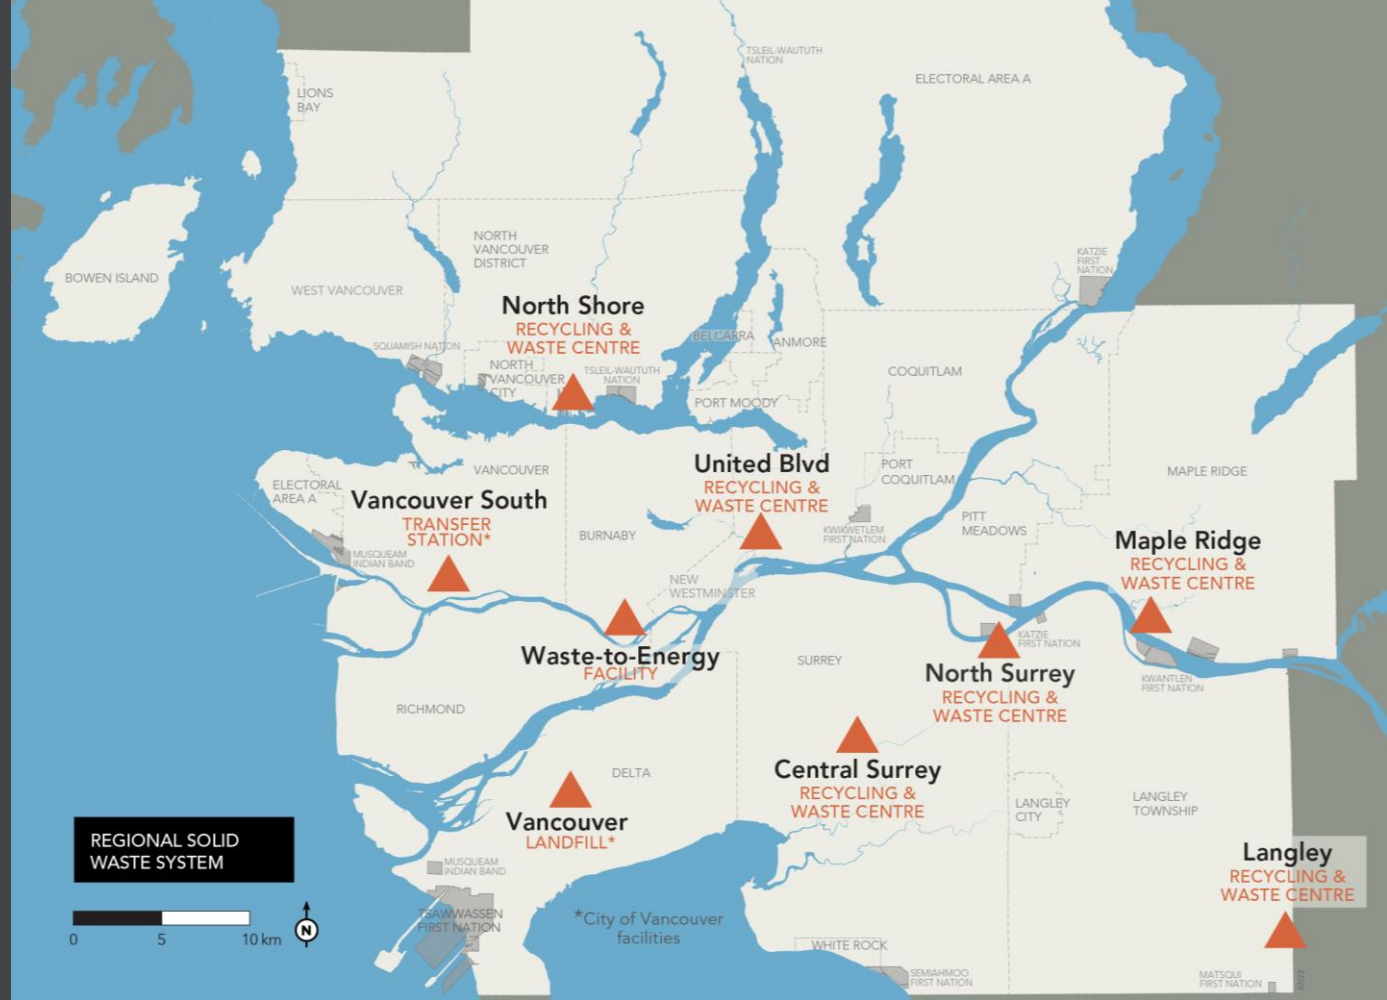 TSLEIL-WAUTUTH
NATION
ELECTORAL AREA A
LIONS
BAY
NORTH
VANCOUVER
DISTRICT
KATZIE
FIRST
NATION
BOWEN ISLAND
WEST VANCOUVER
North Shore
RECYCLING &
WASTE CENTRE
SQUAMISH NATION
BELCARRA
ANMORE
NORTH
VANCOUVER
CITY
TSLEIL-WAUTUTH
NATION
COQUITLAM
PORT MOODY
VANCOUVER
United Blvd
RECYCLING &
WASTE CENTRE
PORT
COQUITLAM
MAPLE RIDGE
ELECTORAL
AREA A
Vancouver South
TRANSFER
STATION*
BURNABY
KWIKWETLEM
FIRST NATION
PITT
MEADOWS
Maple Ridge
RECYCLING &
WASTE CENTRE
MUSQUEAM
INDIAN BAND
NEW
WESTMINSTER
KATZIE
FIRST NATION
Waste-to-Energy
FACILITY
SURREY
North Surrey
RECYCLING &
WASTE CENTRE
KWANTLEN
FIRST NATION
RICHMOND
DELTA
Central Surrey
RECYCLING &
WASTE CENTRE
LANGLEY
CITY
LANGLEY
TOWNSHIP
Vancouver
LANDFILL*
REGIONAL SOLID
WASTE SYSTEM
MUSQUEAM
INDIAN BAND
Langley
RECYCLING &
WASTE CENTRE
TSAWWASSEN
FIRST NATION
*City of Vancouver
facilities
N
0 5 10 km
WHITE ROCK
SEMIAHMOO
FIRST NATION
MATSQUI
FIRST NATION